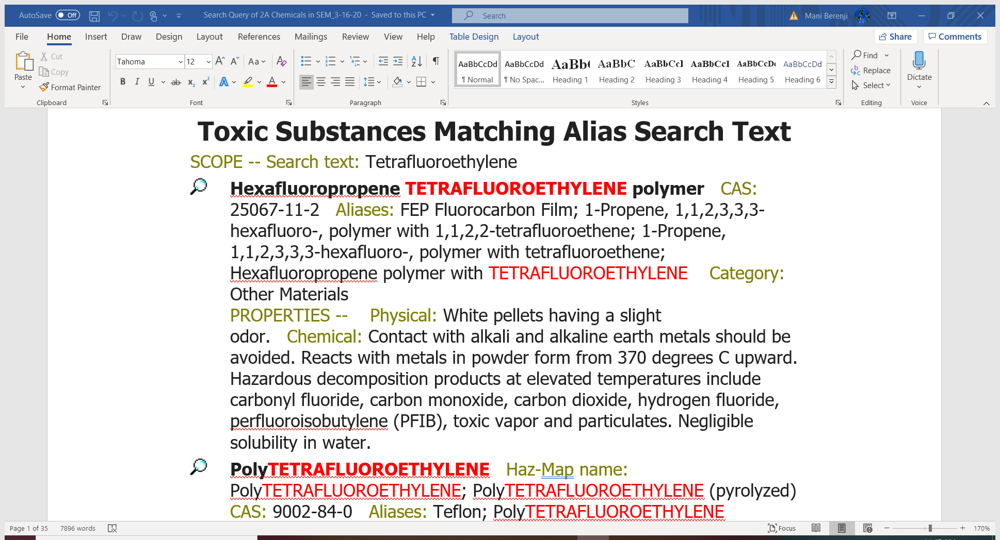 AutoSave Off Search Query of 2A Chemicals in SEM_3-16-20 - Saved to this PC Search Mani Berenji
File Home Insert Draw Design Layout References Mailings Review View Help Table Design Layout Share Comments
Paste Cut Copy Format Painter Clipboard
Tahoma 12 Font
Paragraph
AaBbCcDd AaBbCcDd AaBb( AaBbC AaBbCcI AaBbCcI AaBbCcD AaBbCcDd
¶ Normal ¶ No Spac... Heading 1 Heading 2 Heading 3 Heading 4 Heading 5 Heading 6
Styles
Find Replace Select Editing
Dictate Voice
Toxic Substances Matching Alias Search Text
SCOPE -- Search text: Tetrafluoroethylene
Hexafluoropropene TETRAFLUOROETHYLENE polymer CAS:
25067-11-2 Aliases: FEP Fluorocarbon Film; 1-Propene, 1,1,2,3,3,3-
hexafluoro-, polymer with 1,1,2,2-tetrafluoroethene; 1-Propene,
1,1,2,3,3,3-hexafluoro-, polymer with tetrafluoroethene;
Hexafluoropropene polymer with TETRAFLUOROETHYLENE Category:
Other Materials
PROPERTIES -- Physical: White pellets having a slight
odor. Chemical: Contact with alkali and alkaline earth metals should be
avoided. Reacts with metals in powder form from 370 degrees C upward.
Hazardous decomposition products at elevated temperatures include
carbonyl fluoride, carbon monoxide, carbon dioxide, hydrogen fluoride,
perfluoroisobutylene (PFIB), toxic vapor and particulates. Negligible
solubility in water.
PolyTETRAFLUOROETHYLENE Haz-Map name:
PolyTETRAFLUOROETHYLENE; PolyTETRAFLUOROETHYLENE (pyrolyzed)
CAS: 9002-84-0 Aliases: Teflon; PolyTETRAFLUOROETHYLENE
Page 1 of 35 7896 words Focus 170%